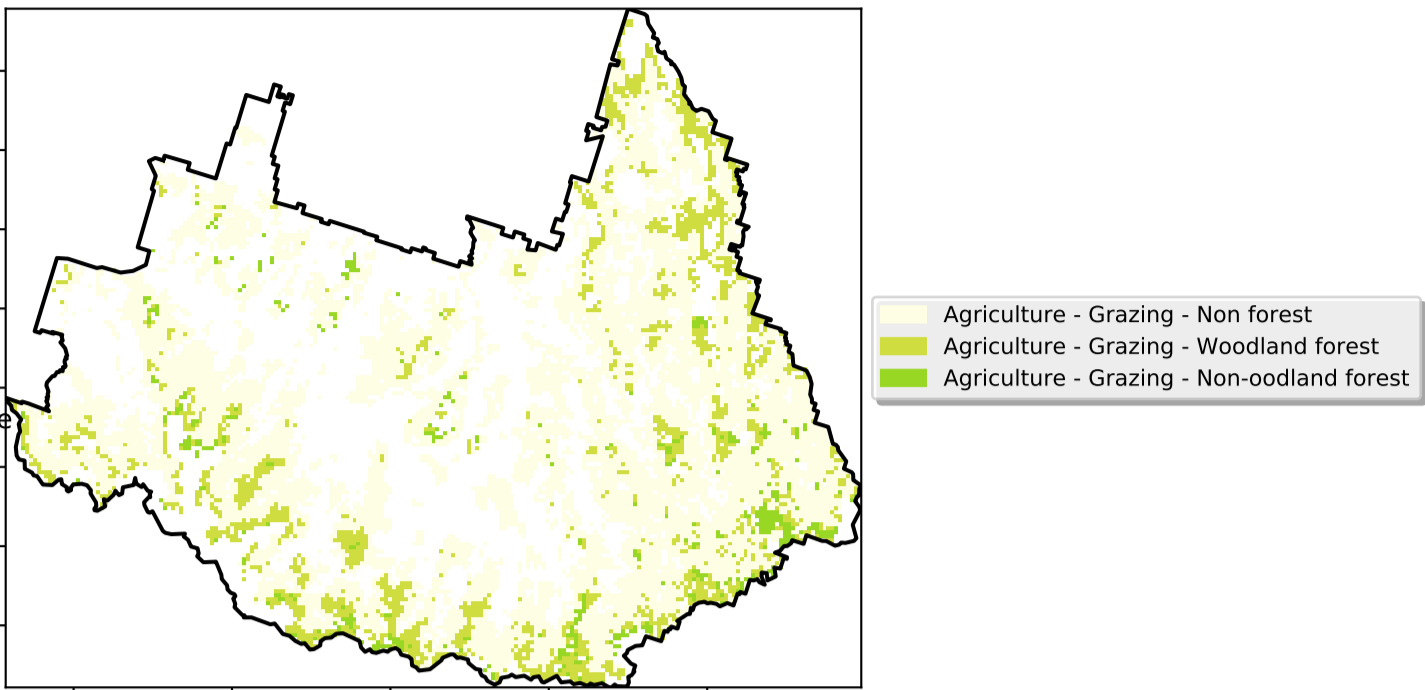 Agriculture - Grazing - Non forest
Agriculture - Grazing - Woodland forest
Agriculture - Grazing - Non-oodland forest